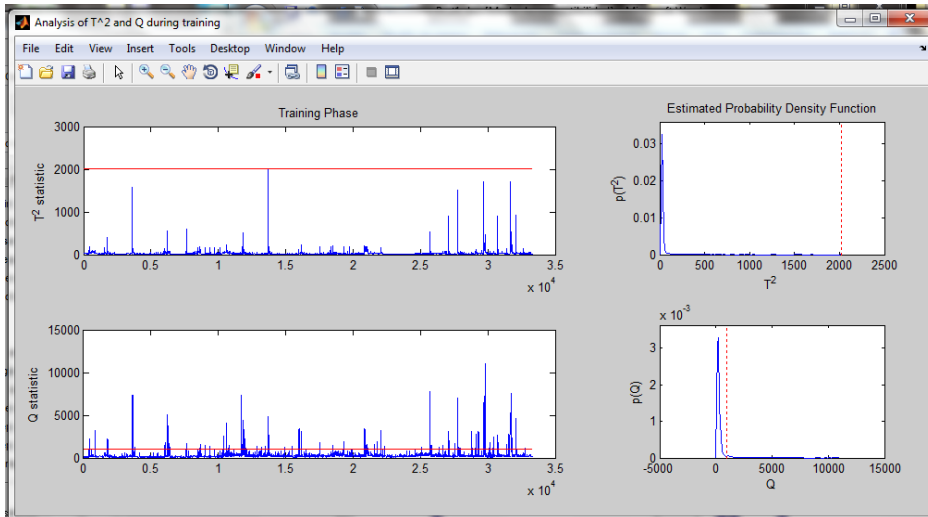 Analysis of T^2 and Q during training
File Edit View Insert Tools Desktop Window Help
Training Phase
T² statistic
3000
2000
1000
0
0 0.5 1 1.5 2 2.5 3 3.5
x 10⁴
Estimated Probability Density Function
p(T²)
0.03
0.02
0.01
0
0 500 1000 1500 2000 2500
T²
Q statistic
15000
10000
5000
0
0 0.5 1 1.5 2 2.5 3 3.5
x 10⁴
x 10⁻³
p(Q)
3
2
1
0
-5000 0 5000 10000 15000
Q